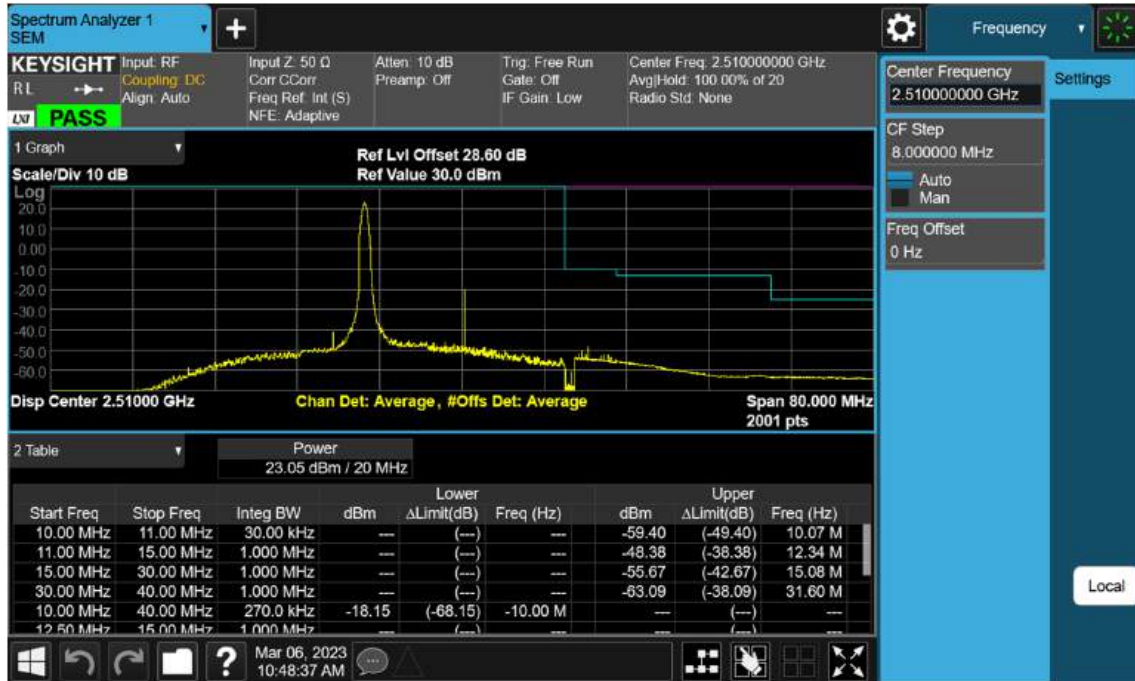 Spectrum Analyzer 1
SEM
Frequency
KEYSIGHT
R L
LXI
PASS
Input: RF
Coupling: DC
Align: Auto
Input Z: 50 Ω
Corr CCorr
Freq Ref: Int (S)
NFE: Adaptive
Atten: 10 dB
Preamp: Off
Trig: Free Run
Gate: Off
IF Gain: Low
Center Freq: 2.510000000 GHz
Avg|Hold: 100.00% of 20
Radio Std: None
Center Frequency
2.510000000 GHz
Settings
CF Step
8.000000 MHz
Auto
Man
Freq Offset
0 Hz
Local
1 Graph
Scale/Div 10 dB
Ref Lvl Offset 28.60 dB
Ref Value 30.0 dBm
Log
20.0
10.0
0.00
-10.0
-20.0
-30.0
-40.0
-50.0
-60.0
Disp Center 2.51000 GHz
Chan Det: Average, #Offs Det: Average
Span 80.000 MHz
2001 pts
2 Table
Power
23.05 dBm / 20 MHz
Lower Upper
Start Freq Stop Freq Integ BW dBm ΔLimit(dB) Freq (Hz) dBm ΔLimit(dB) Freq (Hz)
10.00 MHz 11.00 MHz 30.00 kHz --- (---) --- -59.40 (-49.40) 10.07 M
11.00 MHz 15.00 MHz 1.000 MHz --- (---) --- -48.38 (-38.38) 12.34 M
15.00 MHz 30.00 MHz 1.000 MHz --- (---) --- -55.67 (-42.67) 15.08 M
30.00 MHz 40.00 MHz 1.000 MHz --- (---) --- -63.09 (-38.09) 31.60 M
10.00 MHz 40.00 MHz 270.0 kHz -18.15 (-68.15) -10.00 M --- (---) ---
12.50 MHz 15.00 MHz 1.000 MHz --- (---) --- --- (---) ---
?
Mar 06, 2023
10:48:37 AM